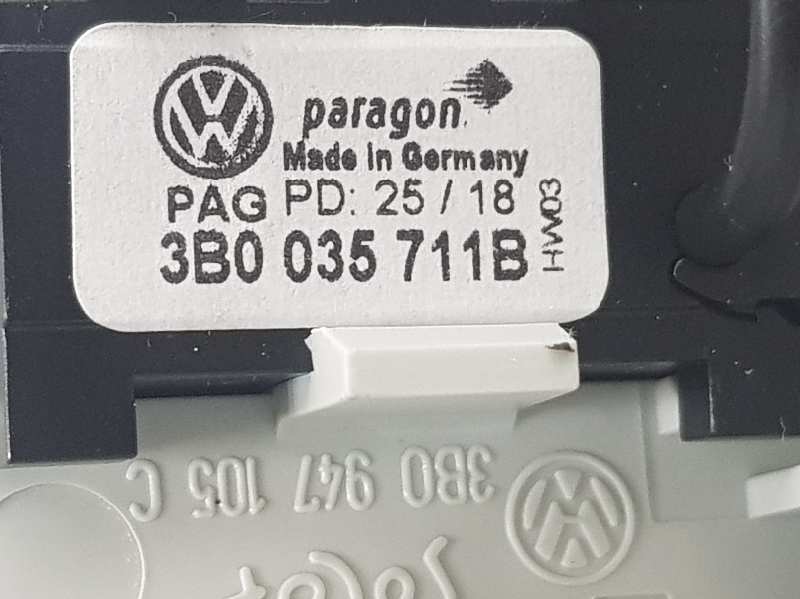 paragon
Made in Germany
PAG PD: 25 / 18
3B0 035 711B
HW03
3B0 947 105 C